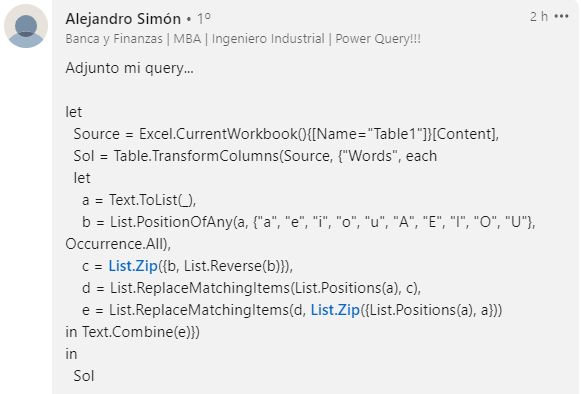 Alejandro Simón • 1º
2 h •••
Banca y Finanzas | MBA | Ingeniero Industrial | Power Query!!!
Adjunto mi query...
let
Source = Excel.CurrentWorkbook(){[Name="Table1"]}[Content],
Sol = Table.TransformColumns(Source, {"Words", each
let
a = Text.ToList(_),
b = List.PositionOfAny(a, {"a", "e", "i", "o", "u", "A", "E", "I", "O", "U"},
Occurrence.All),
c = List.Zip({b, List.Reverse(b)}),
d = List.ReplaceMatchingItems(List.Positions(a), c),
e = List.ReplaceMatchingItems(d, List.Zip({List.Positions(a), a}))
in Text.Combine(e)})
in
Sol